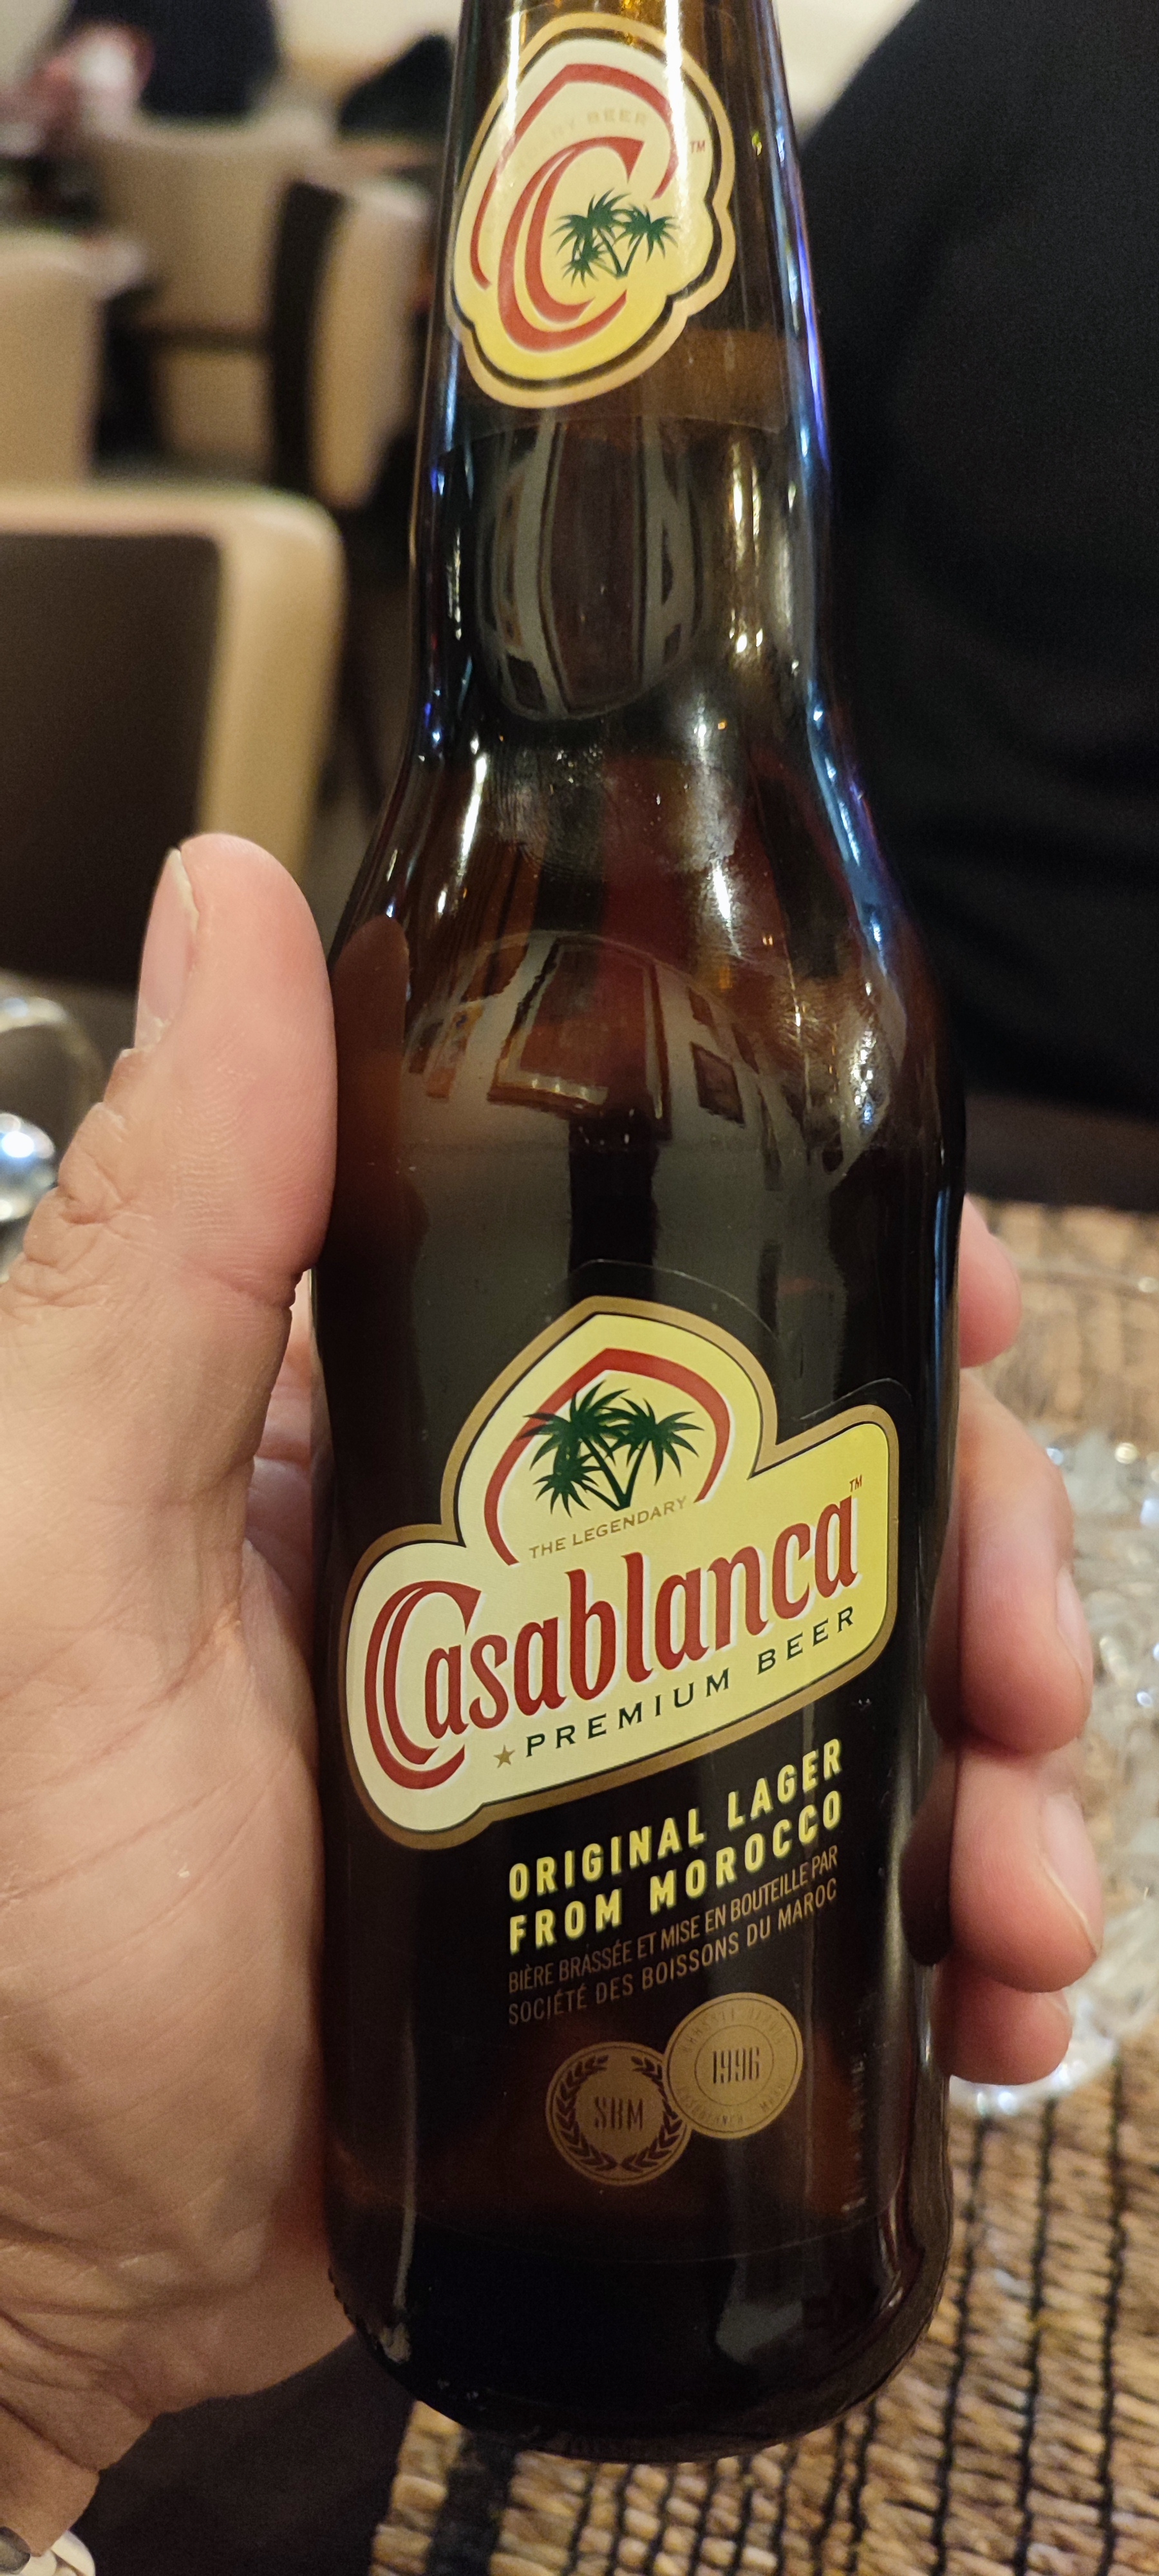 BEER
C
TM
THE LEGENDARY
Casablanca
TM
PREMIUM BEER
ORIGINAL LAGER
FROM MOROCCO
BIÈRE BRASSÉE ET MISE EN BOUTEILLE PAR
SOCIÉTÉ DES BOISSONS DU MAROC
1996
SBM